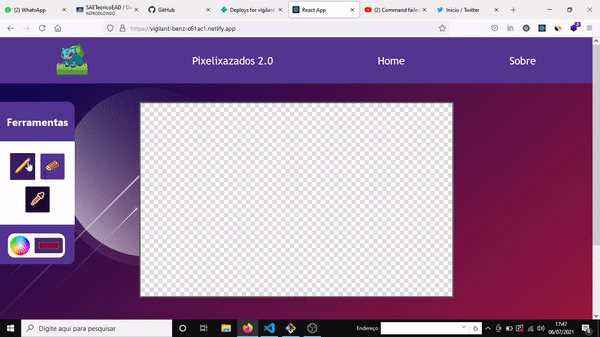 (2) WhatsApp
SAETeoricoEAD / Da
REPRODUZINDO
GitHub
Deploys for vigilant
React App
(2) Command failed
Início / Twitter
https://vigilant-benz-c61ac1.netlify.app
Pixelixazados 2.0
Home
Sobre
Ferramentas
Digite aqui para pesquisar
Endereço
17:47
06/07/2021